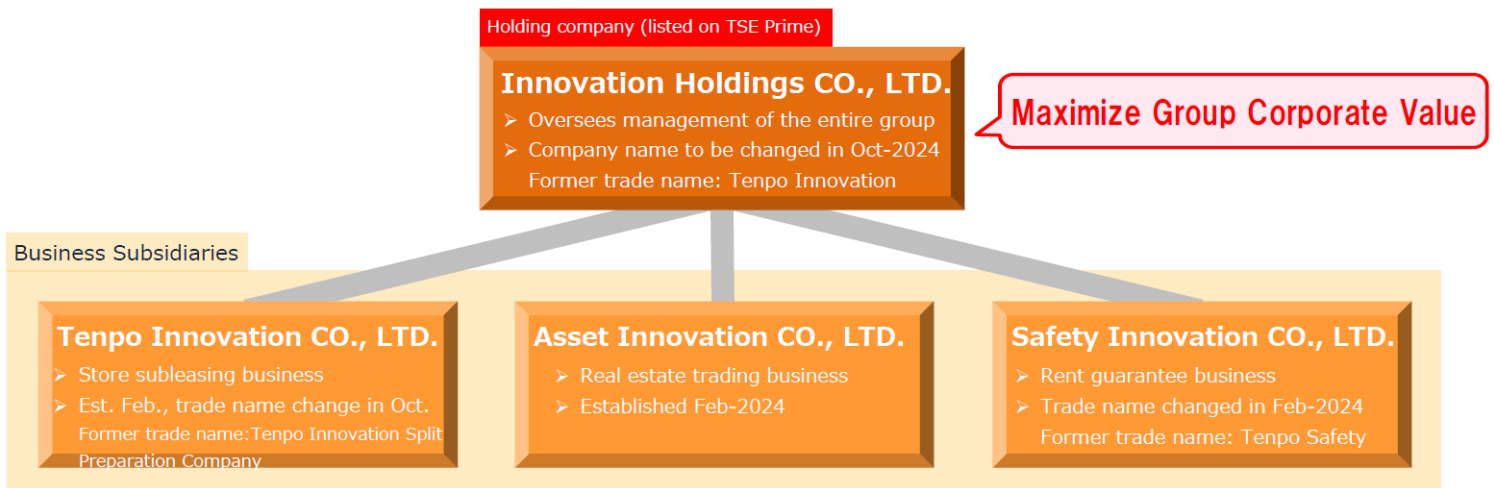 Holding company (listed on TSE Prime)
Innovation Holdings CO., LTD.
➢ Oversees management of the entire group
➢ Company name to be changed in Oct-2024
Former trade name: Tenpo Innovation
Maximize Group Corporate Value
Business Subsidiaries
Tenpo Innovation CO., LTD.
➢ Store subleasing business
➢ Est. Feb., trade name change in Oct.
Former trade name:Tenpo Innovation Split
Preparation Company
Asset Innovation CO., LTD.
➢ Real estate trading business
➢ Established Feb-2024
Safety Innovation CO., LTD.
➢ Rent guarantee business
➢ Trade name changed in Feb-2024
Former trade name: Tenpo Safety